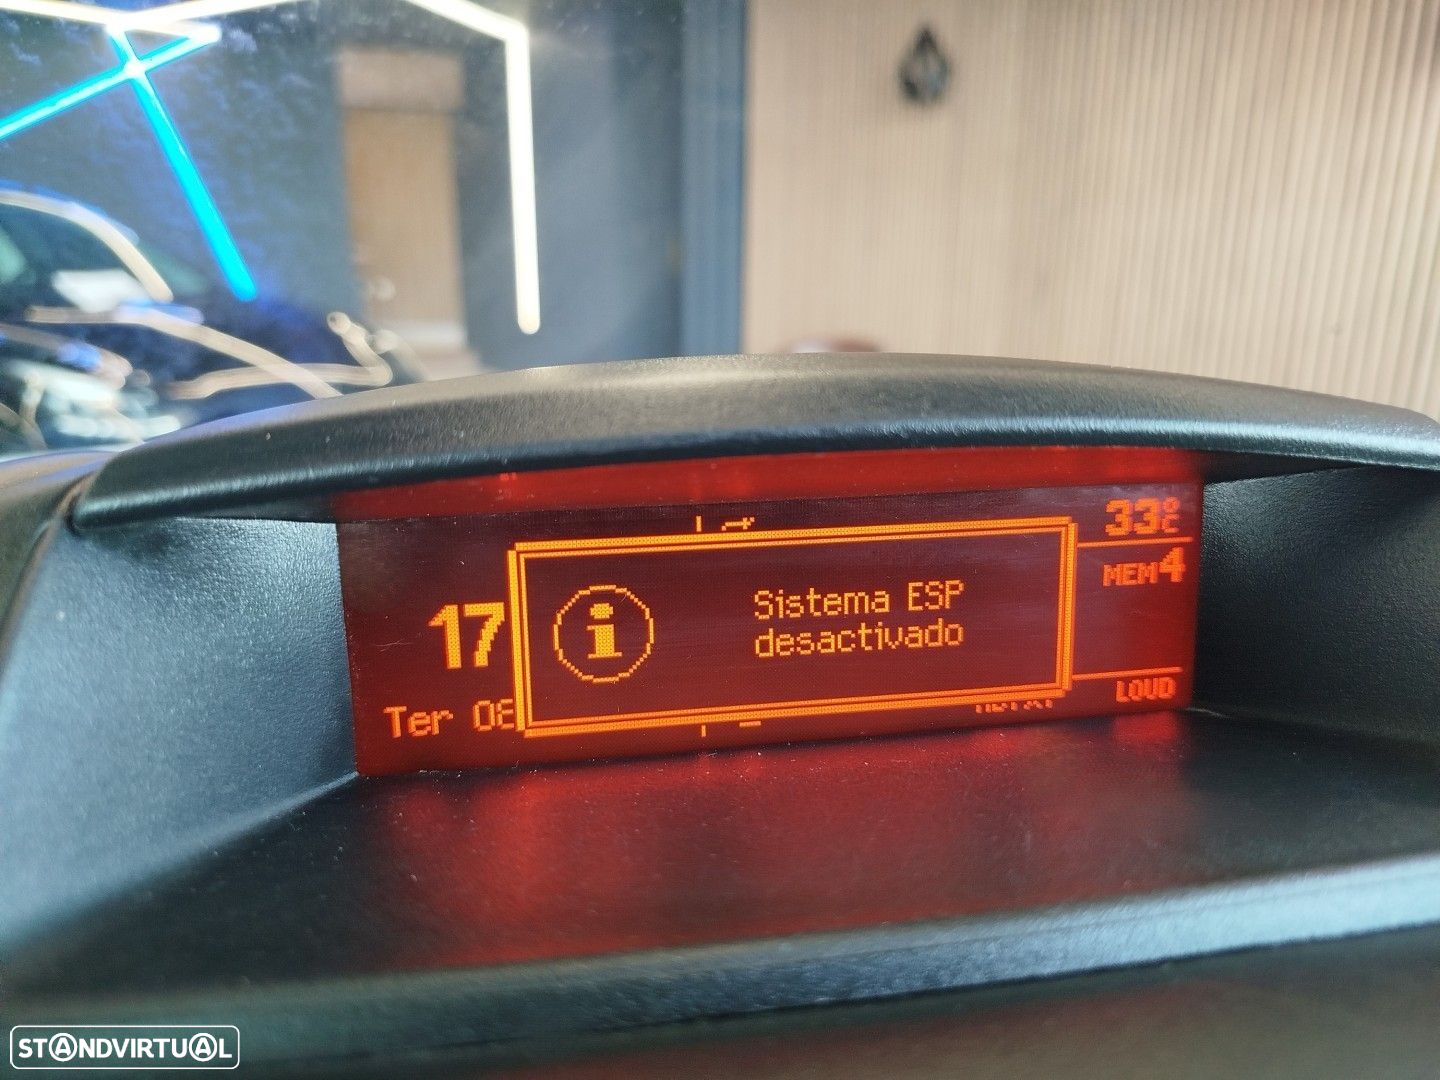 33°C
MEM4
17
Sistema ESP
desactivado
Ter
LOUD
STANDVIRTUAL